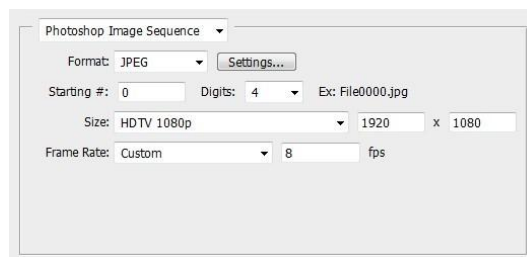 Photoshop Image Sequence
Format: JPEG Settings...
Starting #: 0 Digits: 4 Ex: File0000.jpg
Size: HDTV 1080p 1920 x 1080
Frame Rate: Custom 8 fps